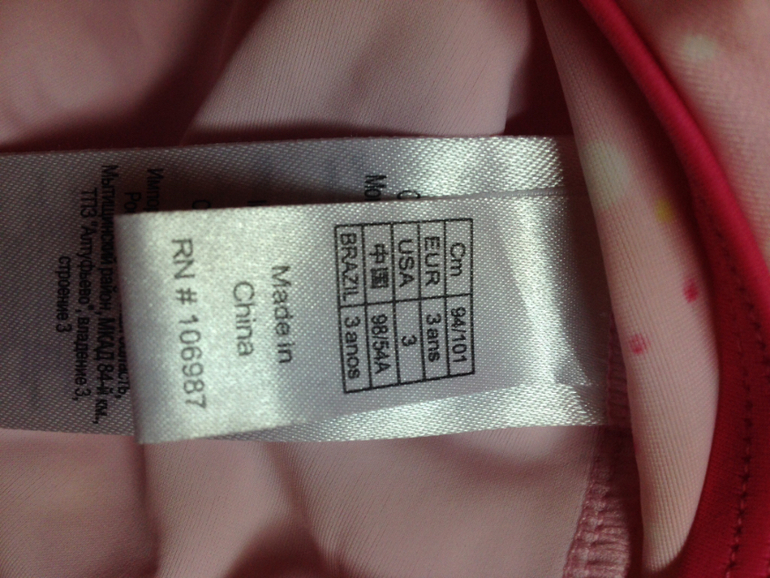 Cm 94/101
EUR 3 ans
USA 3
中国 98/54A
BRAZIL 3 anos
Made in
China
RN # 106987
Мытищинский район, МКАД 84-й км.,
ТПЗ "Алтуфьево", владение 3,
строение 3